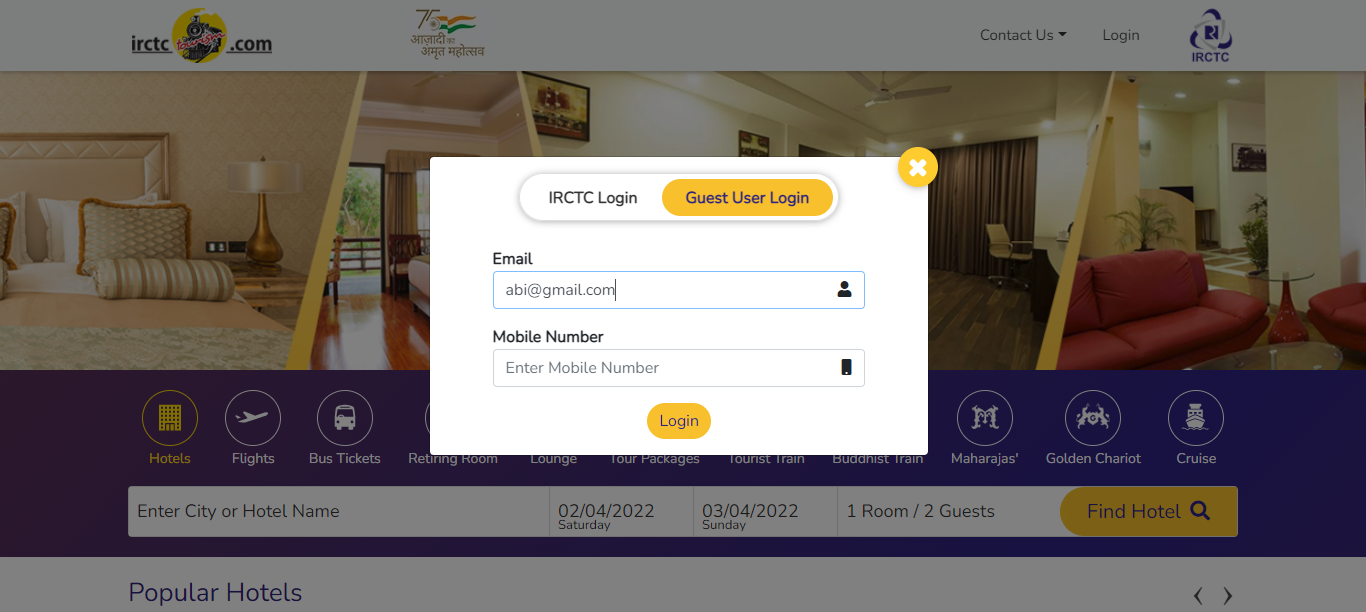 irctc tourism .com
75
आज़ादी का
अमृत महोत्सव
Contact Us
Login
IRCTC
IRCTC Login
Guest User Login
Email
abi@gmail.com
Mobile Number
Enter Mobile Number
Login
Hotels
Flights
Bus Tickets
Retiring Room
Lounge
Tour Packages
Tourist Train
Buddhist Train
Maharajas'
Golden Chariot
Cruise
Enter City or Hotel Name
02/04/2022
Saturday
03/04/2022
Sunday
1 Room / 2 Guests
Find Hotel
Popular Hotels